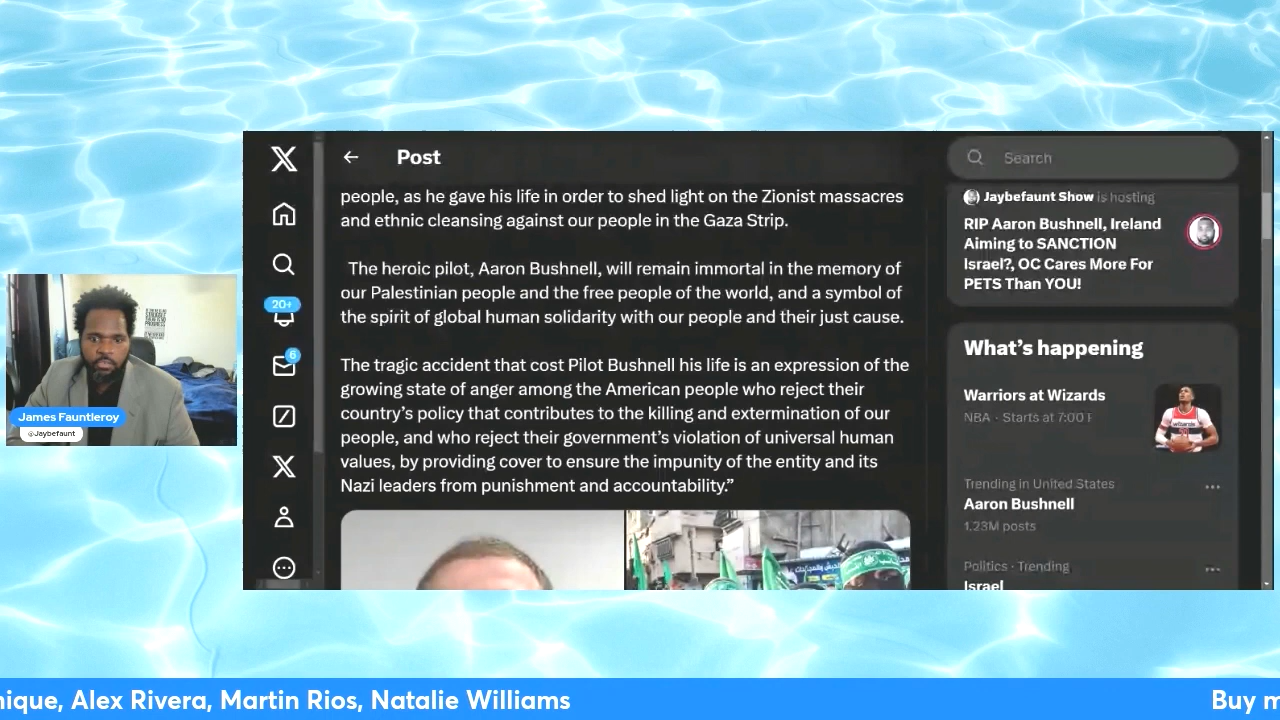 Post
people, as he gave his life in order to shed light on the Zionist massacres
and ethnic cleansing against our people in the Gaza Strip.
The heroic pilot, Aaron Bushnell, will remain immortal in the memory of
our Palestinian people and the free people of the world, and a symbol of
the spirit of global human solidarity with our people and their just cause.
The tragic accident that cost Pilot Bushnell his life is an expression of the
growing state of anger among the American people who reject their
country’s policy that contributes to the killing and extermination of our
people, and who reject their government’s violation of universal human
values, by providing cover to ensure the impunity of the entity and its
Nazi leaders from punishment and accountability.”
20+
6
Search
Jaybefaunt Show is hosting
RIP Aaron Bushnell, Ireland
Aiming to SANCTION
Israel?, OC Cares More For
PETS Than YOU!
What’s happening
Warriors at Wizards
NBA · Starts at 7:00
Trending in United States
Aaron Bushnell
1.23M posts
Politics · Trending
Israel
James Fauntleroy
@Jaybefaunt
nique, Alex Rivera, Martin Rios, Natalie Williams
Buy m